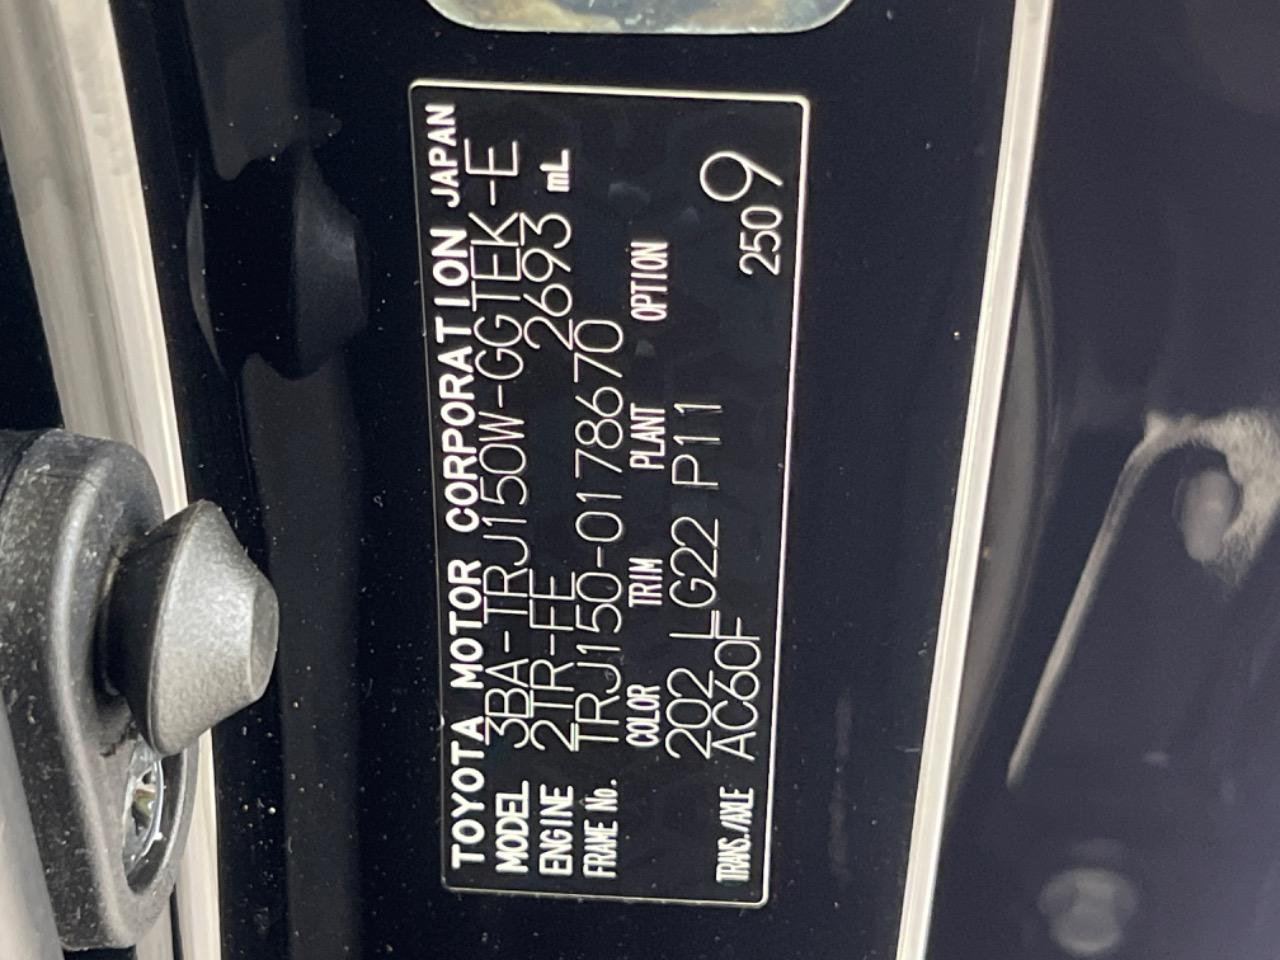 TOYOTA MOTOR CORPORATION JAPAN
MODEL 3BA-TRJ150W-GGTEK-E
ENGINE 2TR-FE 2693 mL
FRAME No. TRJ150-0178670
COLOR TRIM PLANT OPTION
202 LG22 P11
TRANS./AXLE AC60F 2509